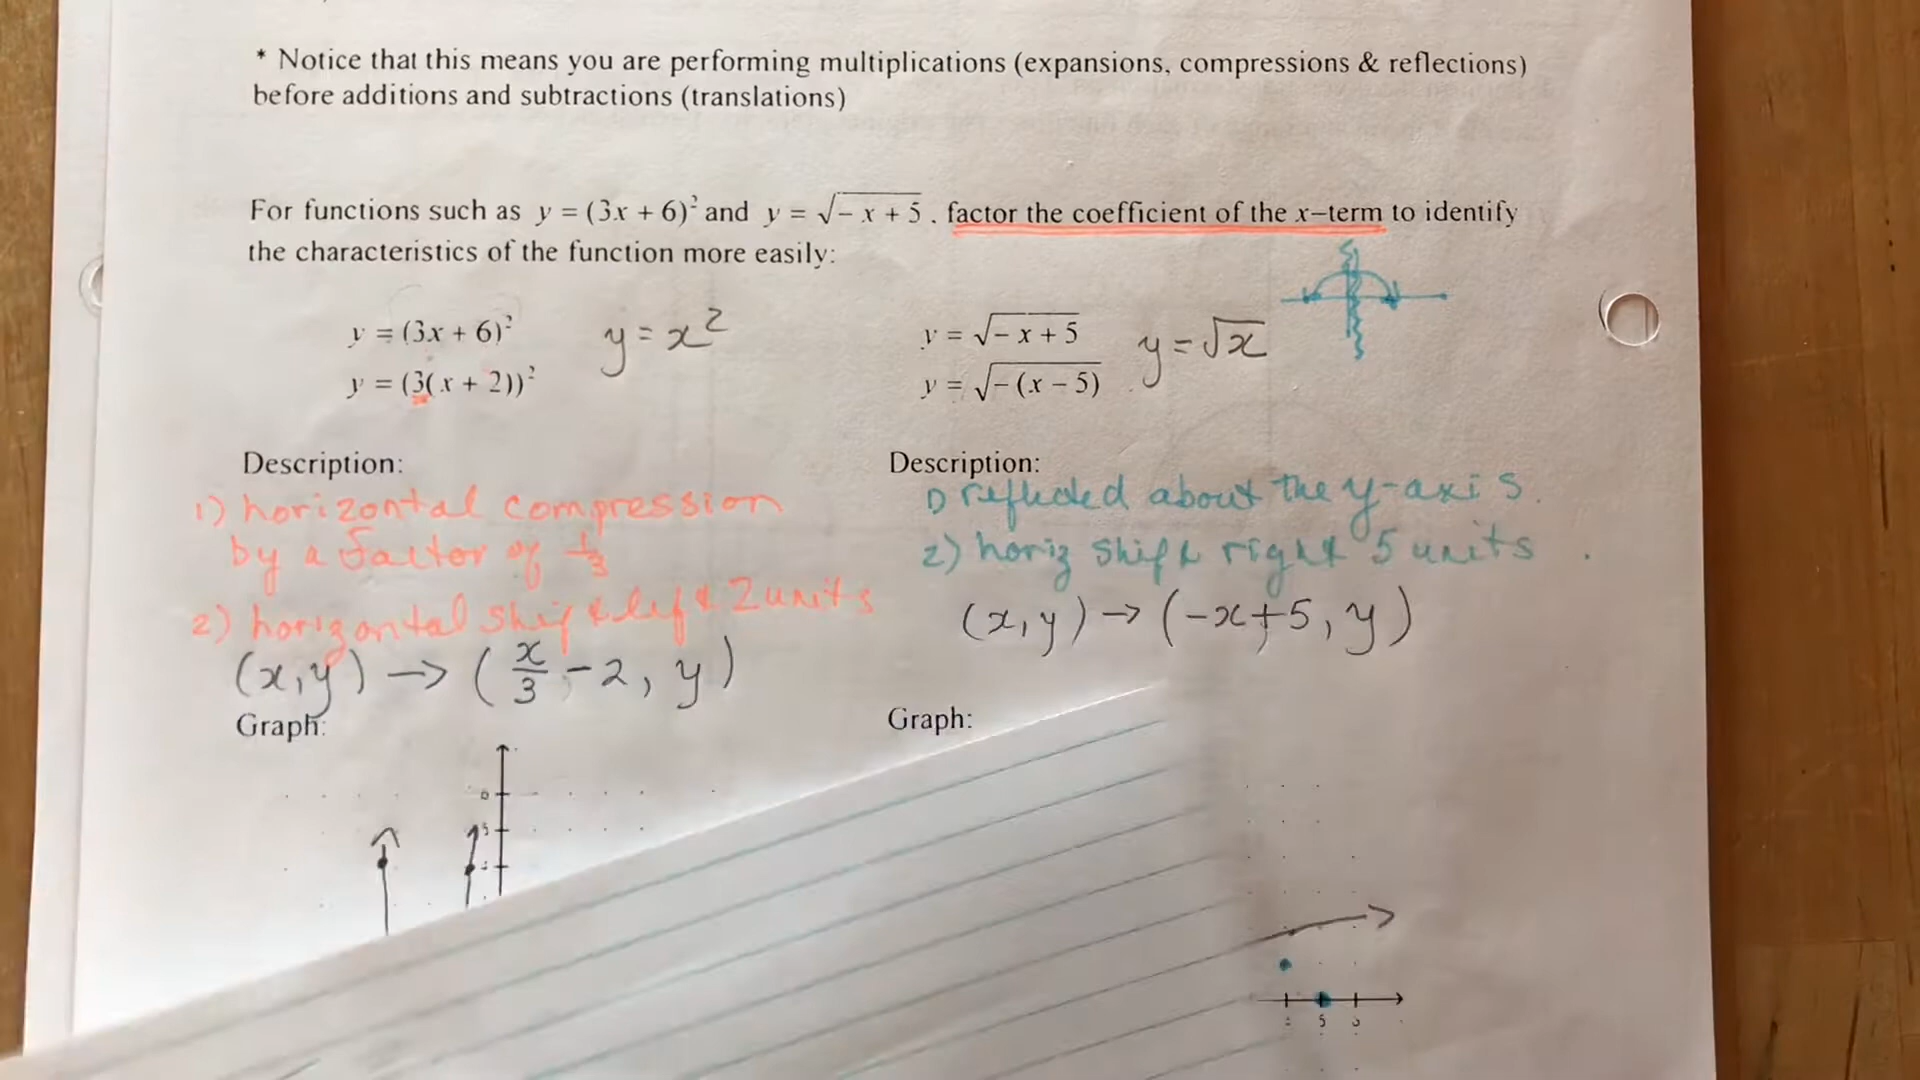 * Notice that this means you are performing multiplications (expansions, compressions & reflections)
before additions and subtractions (translations)
For functions such as y = (3x + 6)² and y = √(-x + 5) , factor the coefficient of the x-term to identify
the characteristics of the function more easily:
y = (3x + 6)²
y = x²
y = (3(x + 2))²
y = √(-x + 5)
y = √x
y = √(-(x - 5))
Description:
1) horizontal compression
by a factor of 1/3
2) horizontal shift left 2 units
(x,y) → (x/3 - 2, y)
Graph:
Description:
1) reflected about the y-axis.
2) horiz shift right 5 units
(x,y) → (-x+5, y)
Graph:
5
5